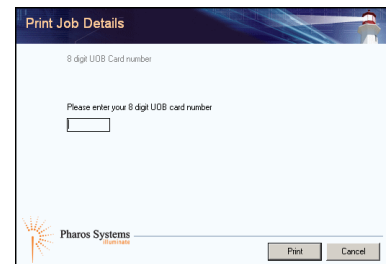 Print Job Details
8 digit UOB Card number
Please enter your 8 digit UOB card number
Pharos Systems
illuminate
Print
Cancel